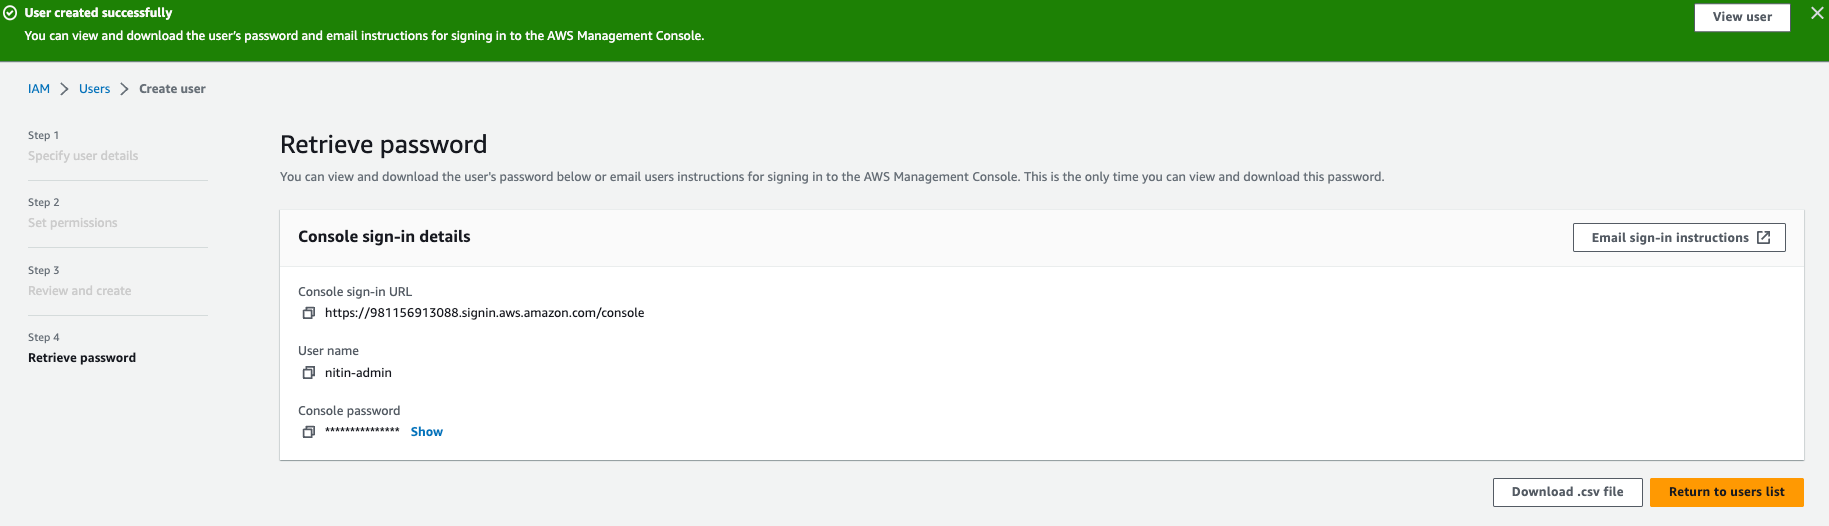 User created successfully
You can view and download the user's password and email instructions for signing in to the AWS Management Console.
View user
IAM > Users > Create user
Step 1
Specify user details
Step 2
Set permissions
Step 3
Review and create
Step 4
Retrieve password
Retrieve password
You can view and download the user's password below or email users instructions for signing in to the AWS Management Console. This is the only time you can view and download this password.
Console sign-in details
Email sign-in instructions
Console sign-in URL
https://981156913088.signin.aws.amazon.com/console
User name
nitin-admin
Console password
*************** Show
Download .csv file
Return to users list